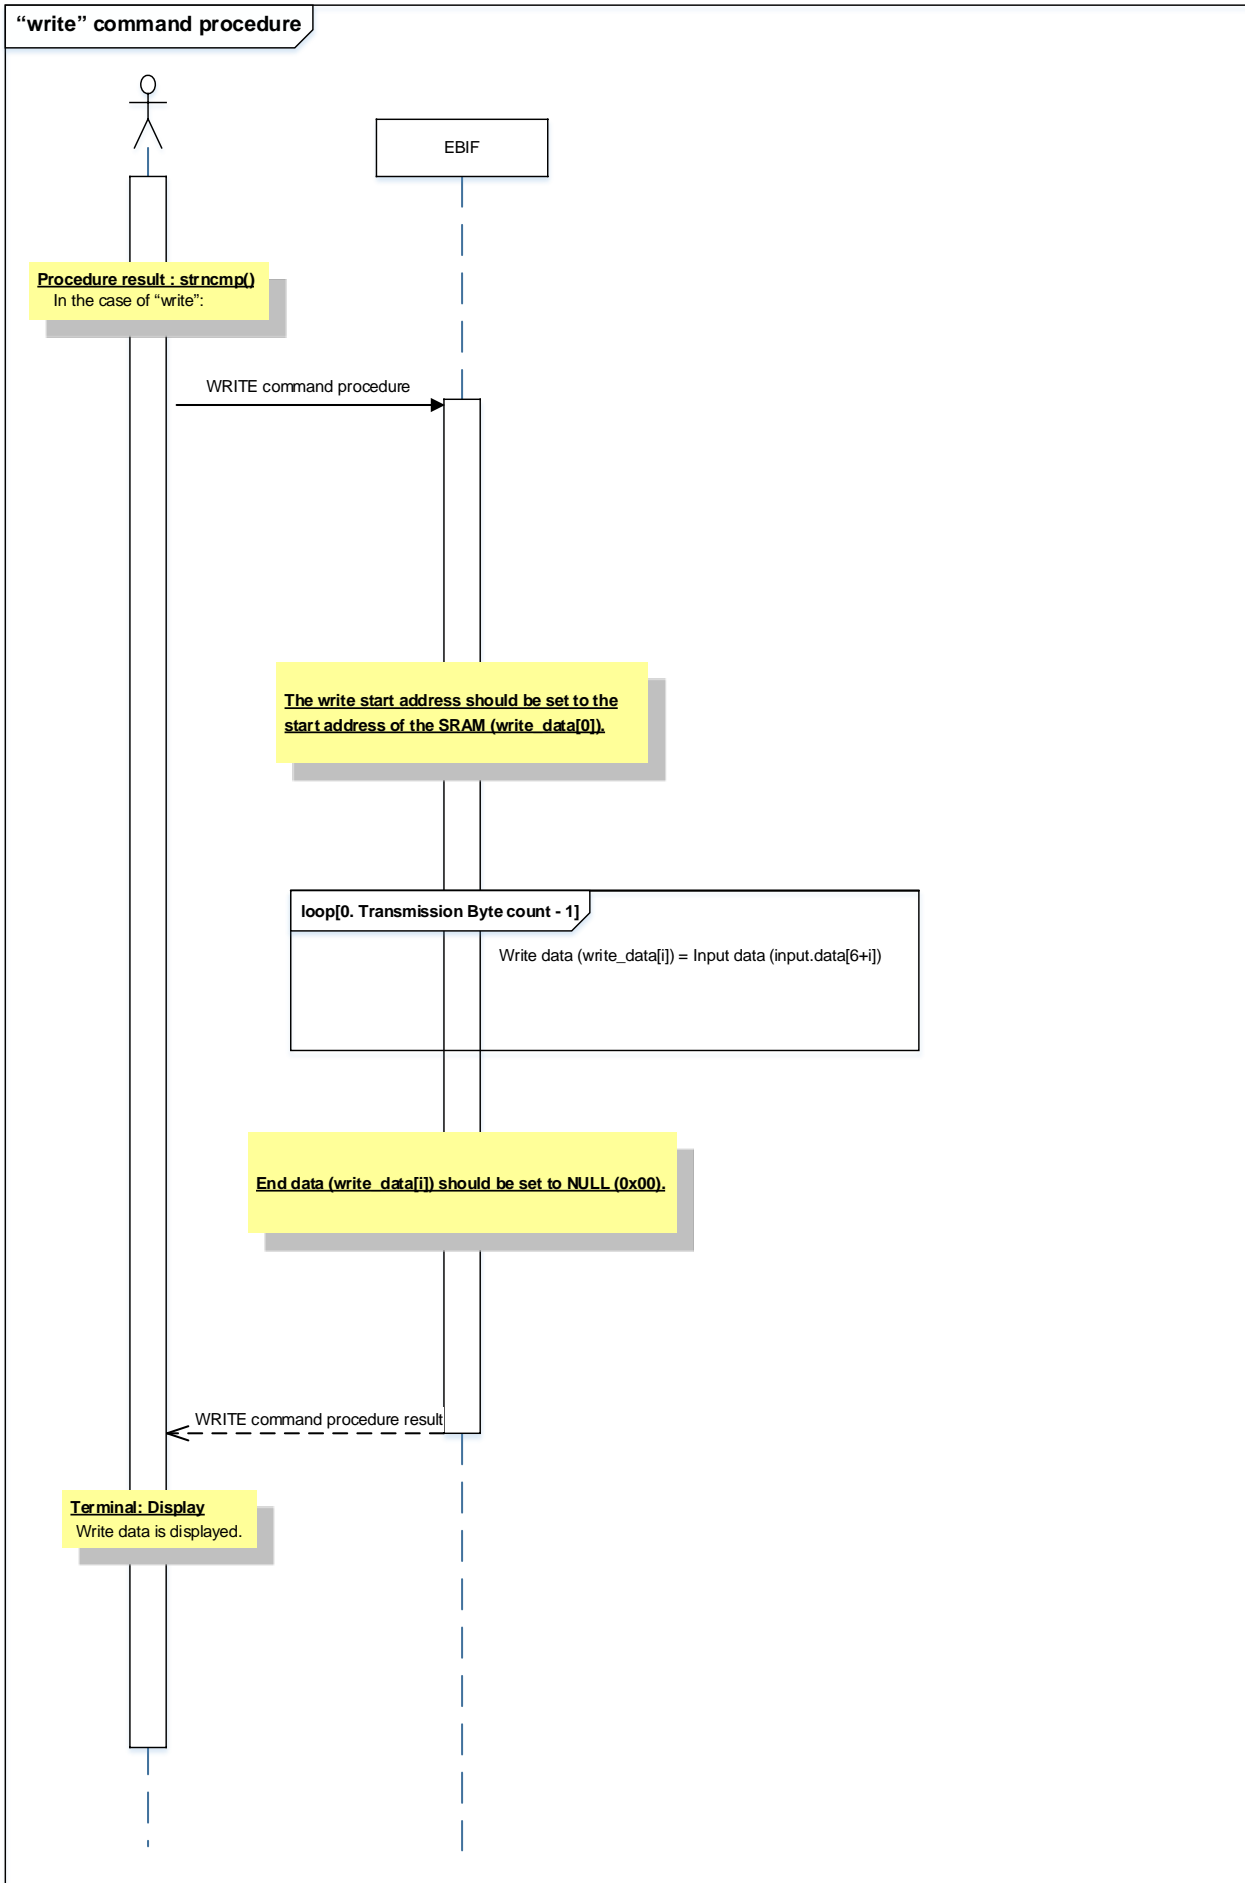 “write” command procedure
EBIF
Procedure result : strncmp()
In the case of “write”:
WRITE command procedure
The write start address should be set to the
start address of the SRAM (write_data[0]).
loop[0. Transmission Byte count - 1]
Write data (write_data[i]) = Input data (input.data[6+i])
End data (write_data[i]) should be set to NULL (0x00).
WRITE command procedure result
Terminal: Display
Write data is displayed.